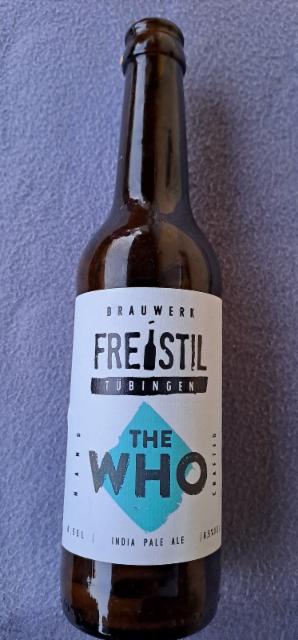 BRAUWERK
FREISTIL
TÜBINGEN
THE
WHO
HAND
CRAFTED
INDIA PALE ALE